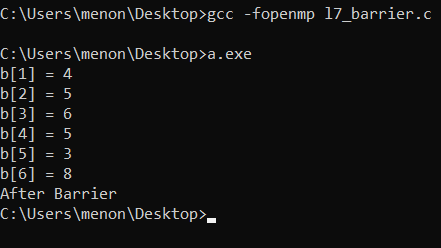 C:\Users\menon\Desktop>gcc -fopenmp l7_barrier.c
C:\Users\menon\Desktop>a.exe
b[1] = 4
b[2] = 5
b[3] = 6
b[4] = 5
b[5] = 3
b[6] = 8
After Barrier
C:\Users\menon\Desktop>